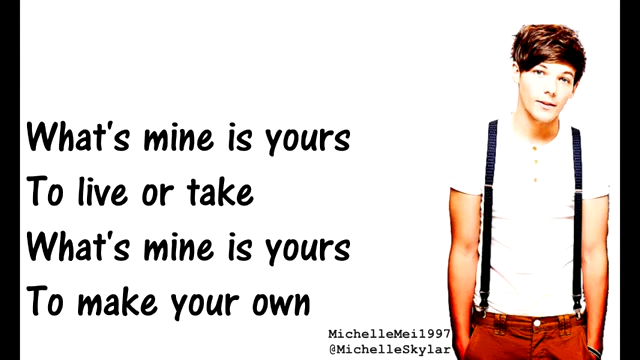 What's mine is yours
To live or take
What's mine is yours
To make your own
MichelleMei1997
@MichelleSkylar